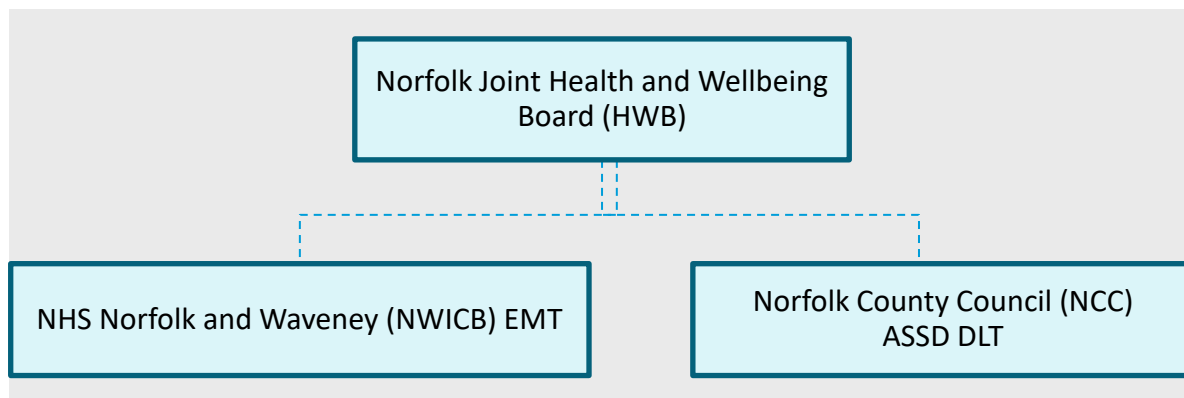 Norfolk Joint Health and Wellbeing
Board (HWB)
NHS Norfolk and Waveney (NWICB) EMT
Norfolk County Council (NCC)
ASSD DLT